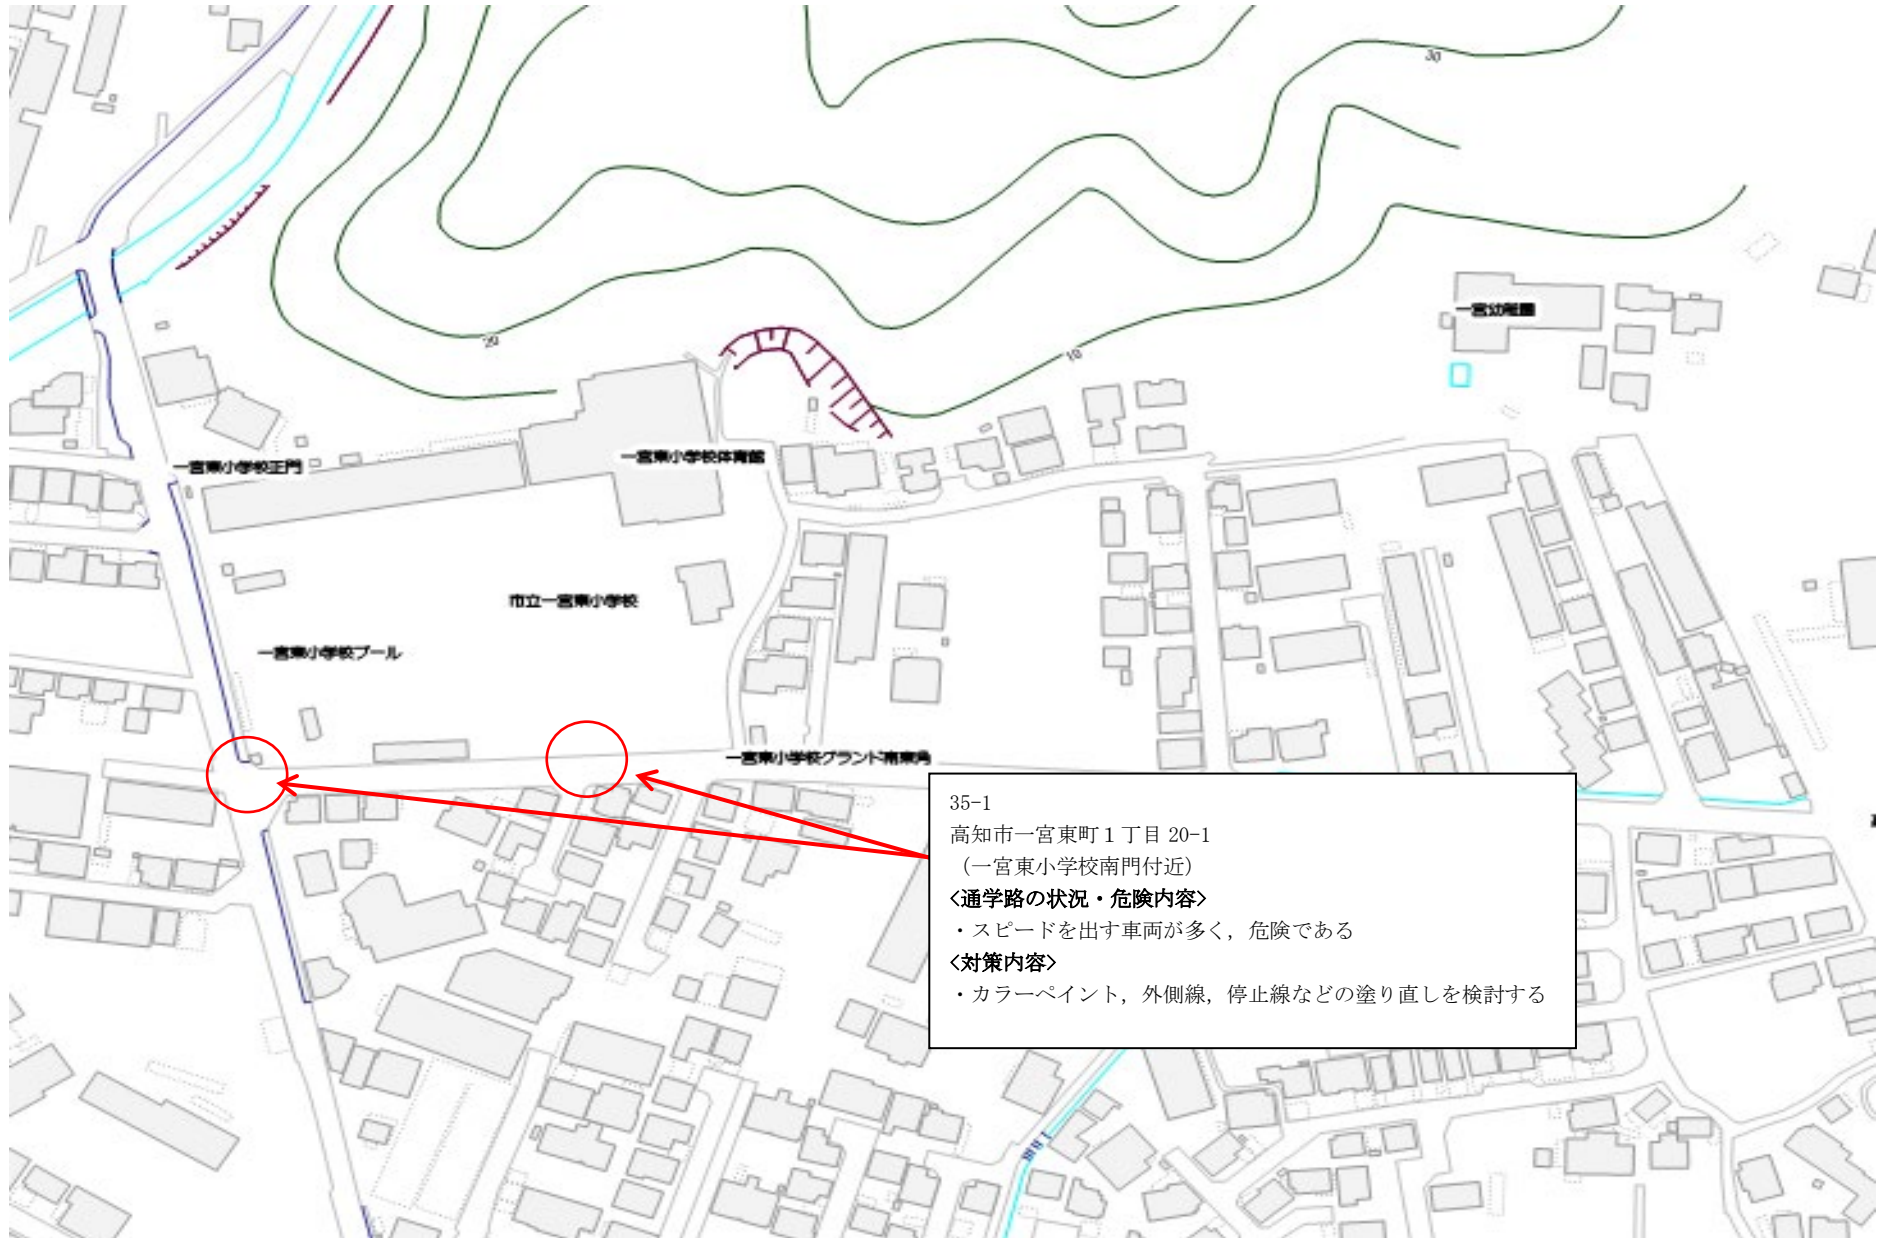 30
一宮幼稚園
20
10
一宮東小学校正門
一宮東小学校体育館
市立一宮東小学校
一宮東小学校プール
一宮東小学校グランド南東角
35-1
高知市一宮東町１丁目 20-1
（一宮東小学校南門付近）
<通学路の状況・危険内容>
・スピードを出す車両が多く，危険である
<対策内容>
・カラーペイント，外側線，停止線などの塗り直しを検討する